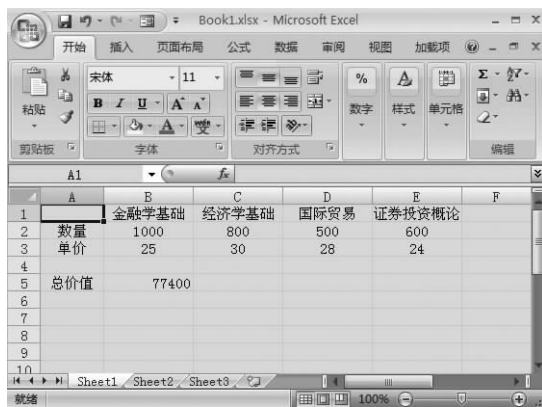 Book1.xlsx - Microsoft Excel
开始 插入 页面布局 公式 数据 审阅 视图 加载项
宋体 11 % A Σ
粘贴 B I U A A 数字 样式 单元格
剪贴板 字体 对齐方式 编辑
A1 fx
A B C D E F
1 金融学基础 经济学基础 国际贸易 证券投资概论
2 数量 1000 800 500 600
3 单价 25 30 28 24
4
5 总价值 77400
6
7
8
9
10
Sheet1 Sheet2 Sheet3
就绪 100%